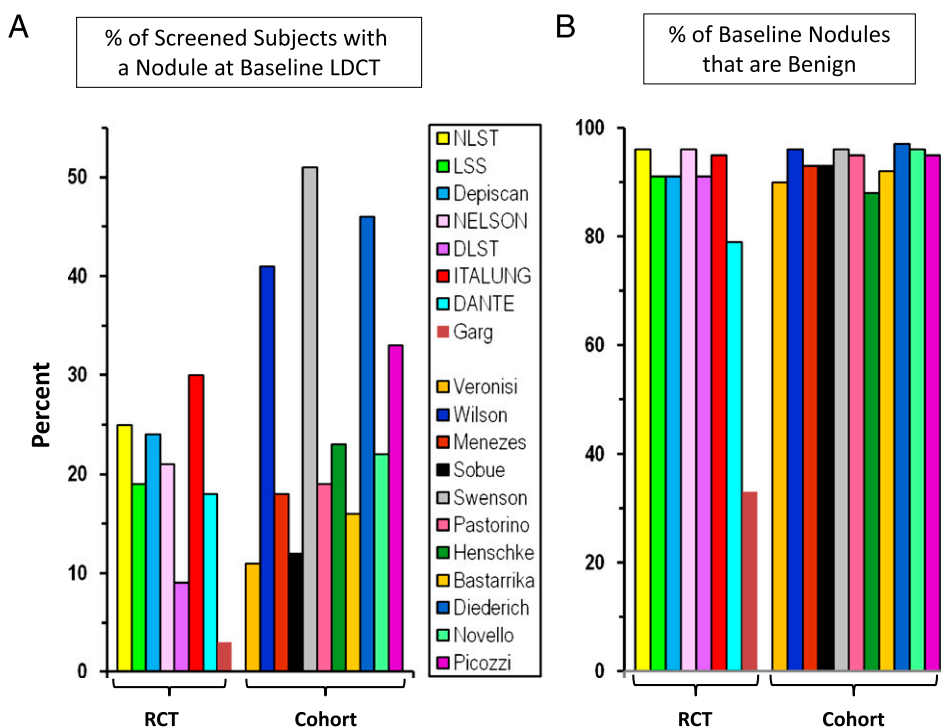 A
% of Screened Subjects with
a Nodule at Baseline LDCT
B
% of Baseline Nodules
that are Benign
Percent
50
40
30
20
10
0
RCT
Cohort
NLST
LSS
Depiscan
NELSON
DLST
ITALUNG
DANTE
Garg
Veronisi
Wilson
Menezes
Sobue
Swenson
Pastorino
Henschke
Bastarrika
Diederich
Novello
Picozzi
100
80
60
40
20
0
RCT
Cohort